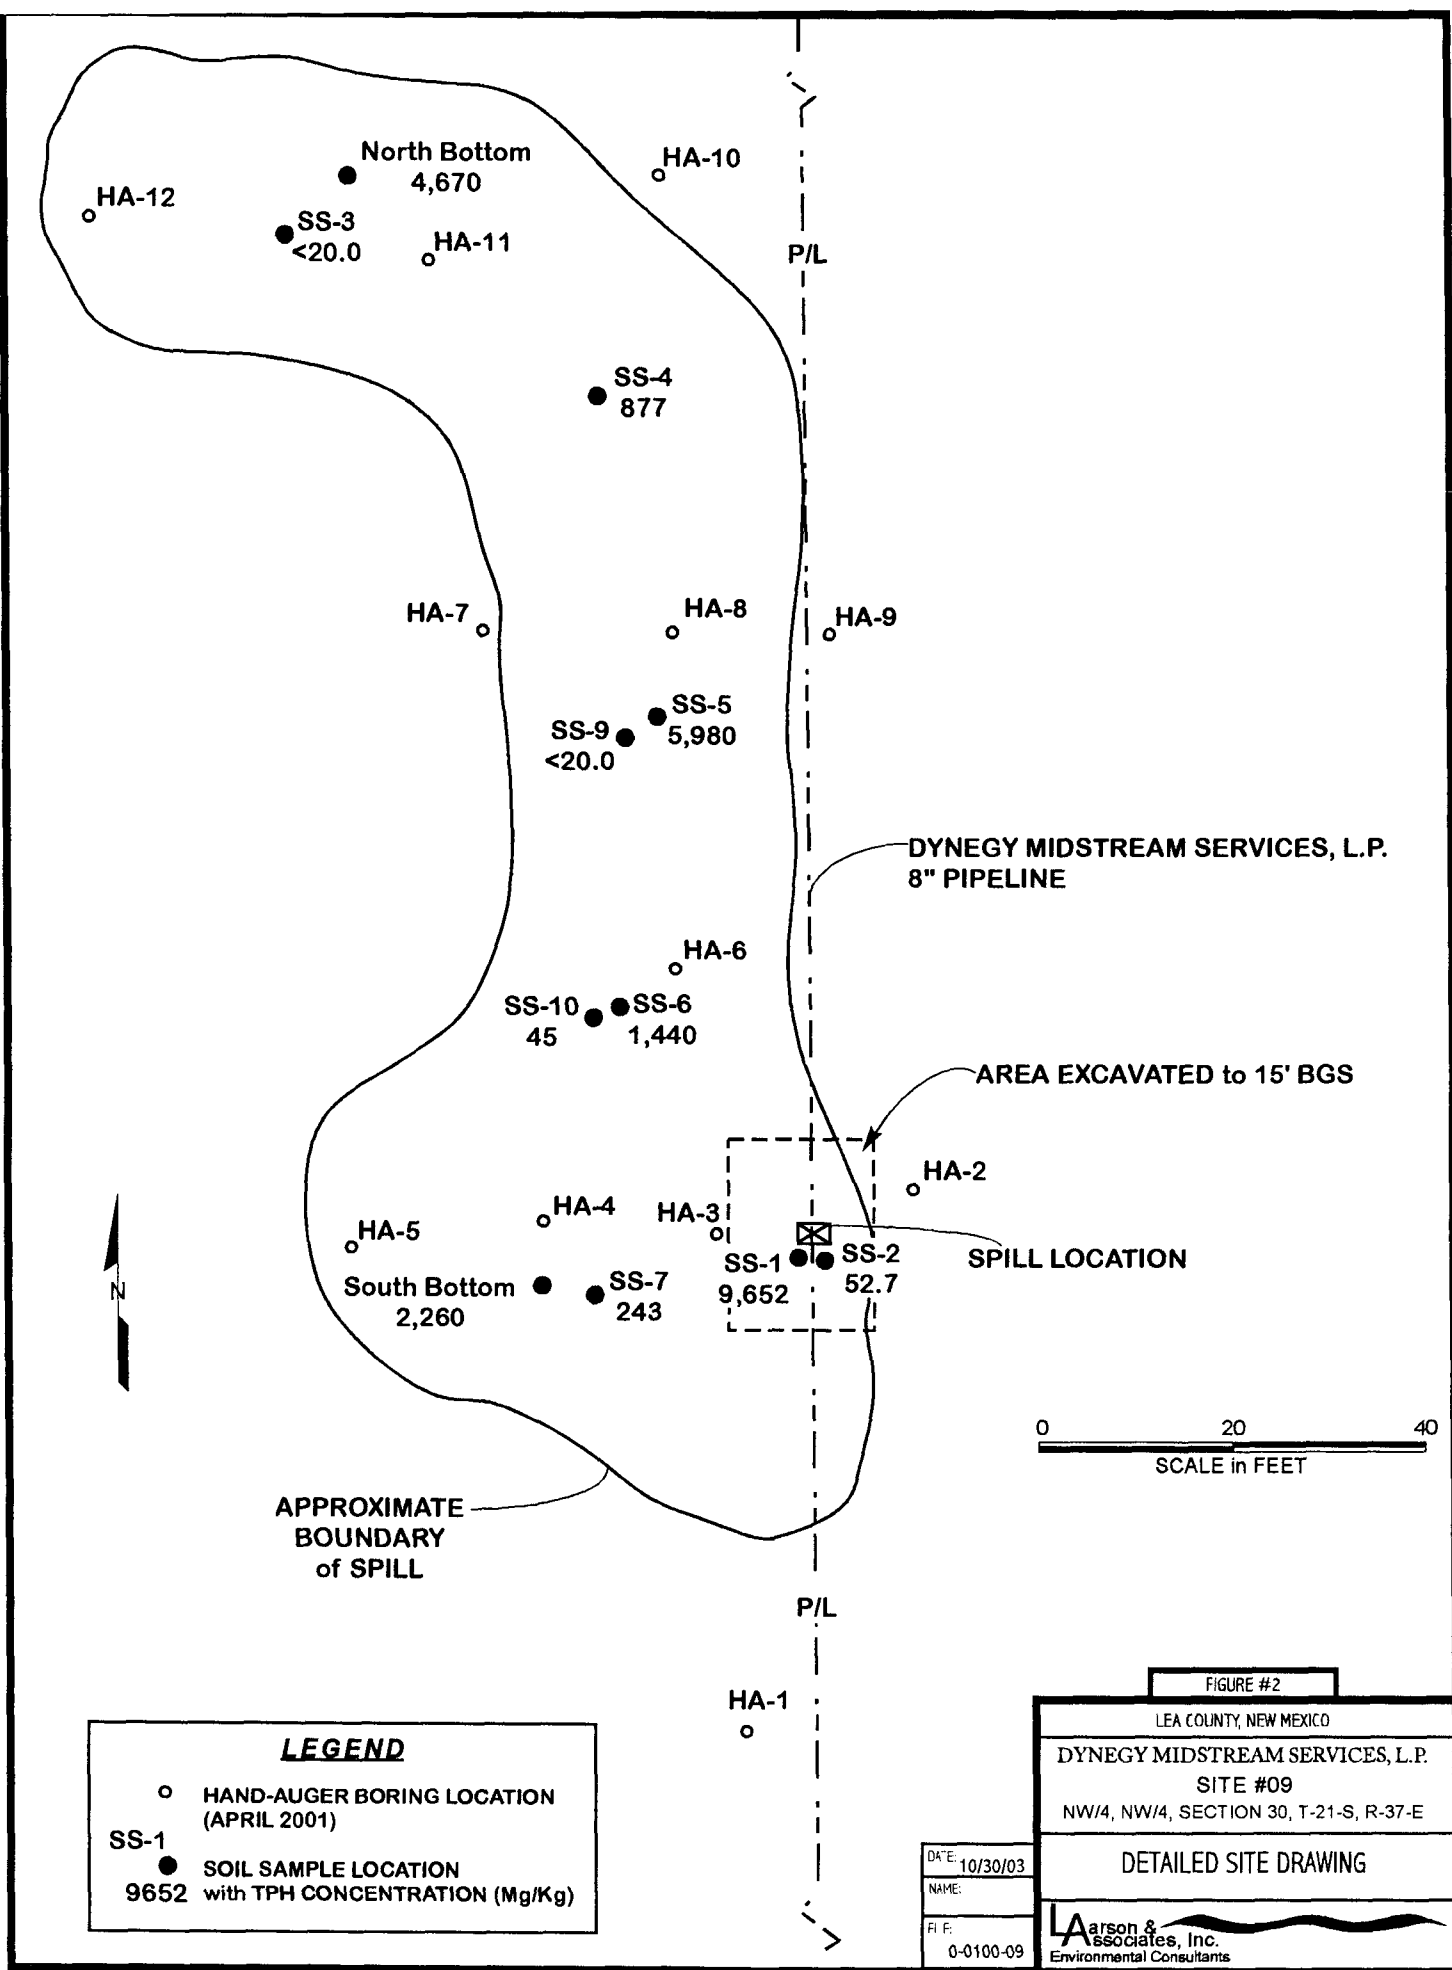 North Bottom
4,670
HA-10
HA-12
SS-3
<20.0
HA-11
P/L
SS-4
877
HA-7
HA-8
HA-9
SS-5
5,980
SS-9
<20.0
DYNEGY MIDSTREAM SERVICES, L.P.
8" PIPELINE
HA-6
SS-10
45
SS-6
1,440
AREA EXCAVATED to 15' BGS
HA-2
HA-4
HA-3
HA-5
SS-1
9,652
SS-2
52.7
SPILL LOCATION
South Bottom
2,260
SS-7
243
N
0 20 40
SCALE in FEET
APPROXIMATE
BOUNDARY
of SPILL
P/L
HA-1
LEGEND
HAND-AUGER BORING LOCATION
(APRIL 2001)
SS-1
SOIL SAMPLE LOCATION
9652 with TPH CONCENTRATION (Mg/Kg)
FIGURE #2
LEA COUNTY, NEW MEXICO
DYNEGY MIDSTREAM SERVICES, L.P.
SITE #09
NW/4, NW/4, SECTION 30, T-21-S, R-37-E
DETAILED SITE DRAWING
DATE: 10/30/03
NAME:
FILE:
0-0100-09
Larson &
Associates, Inc.
Environmental Consultants